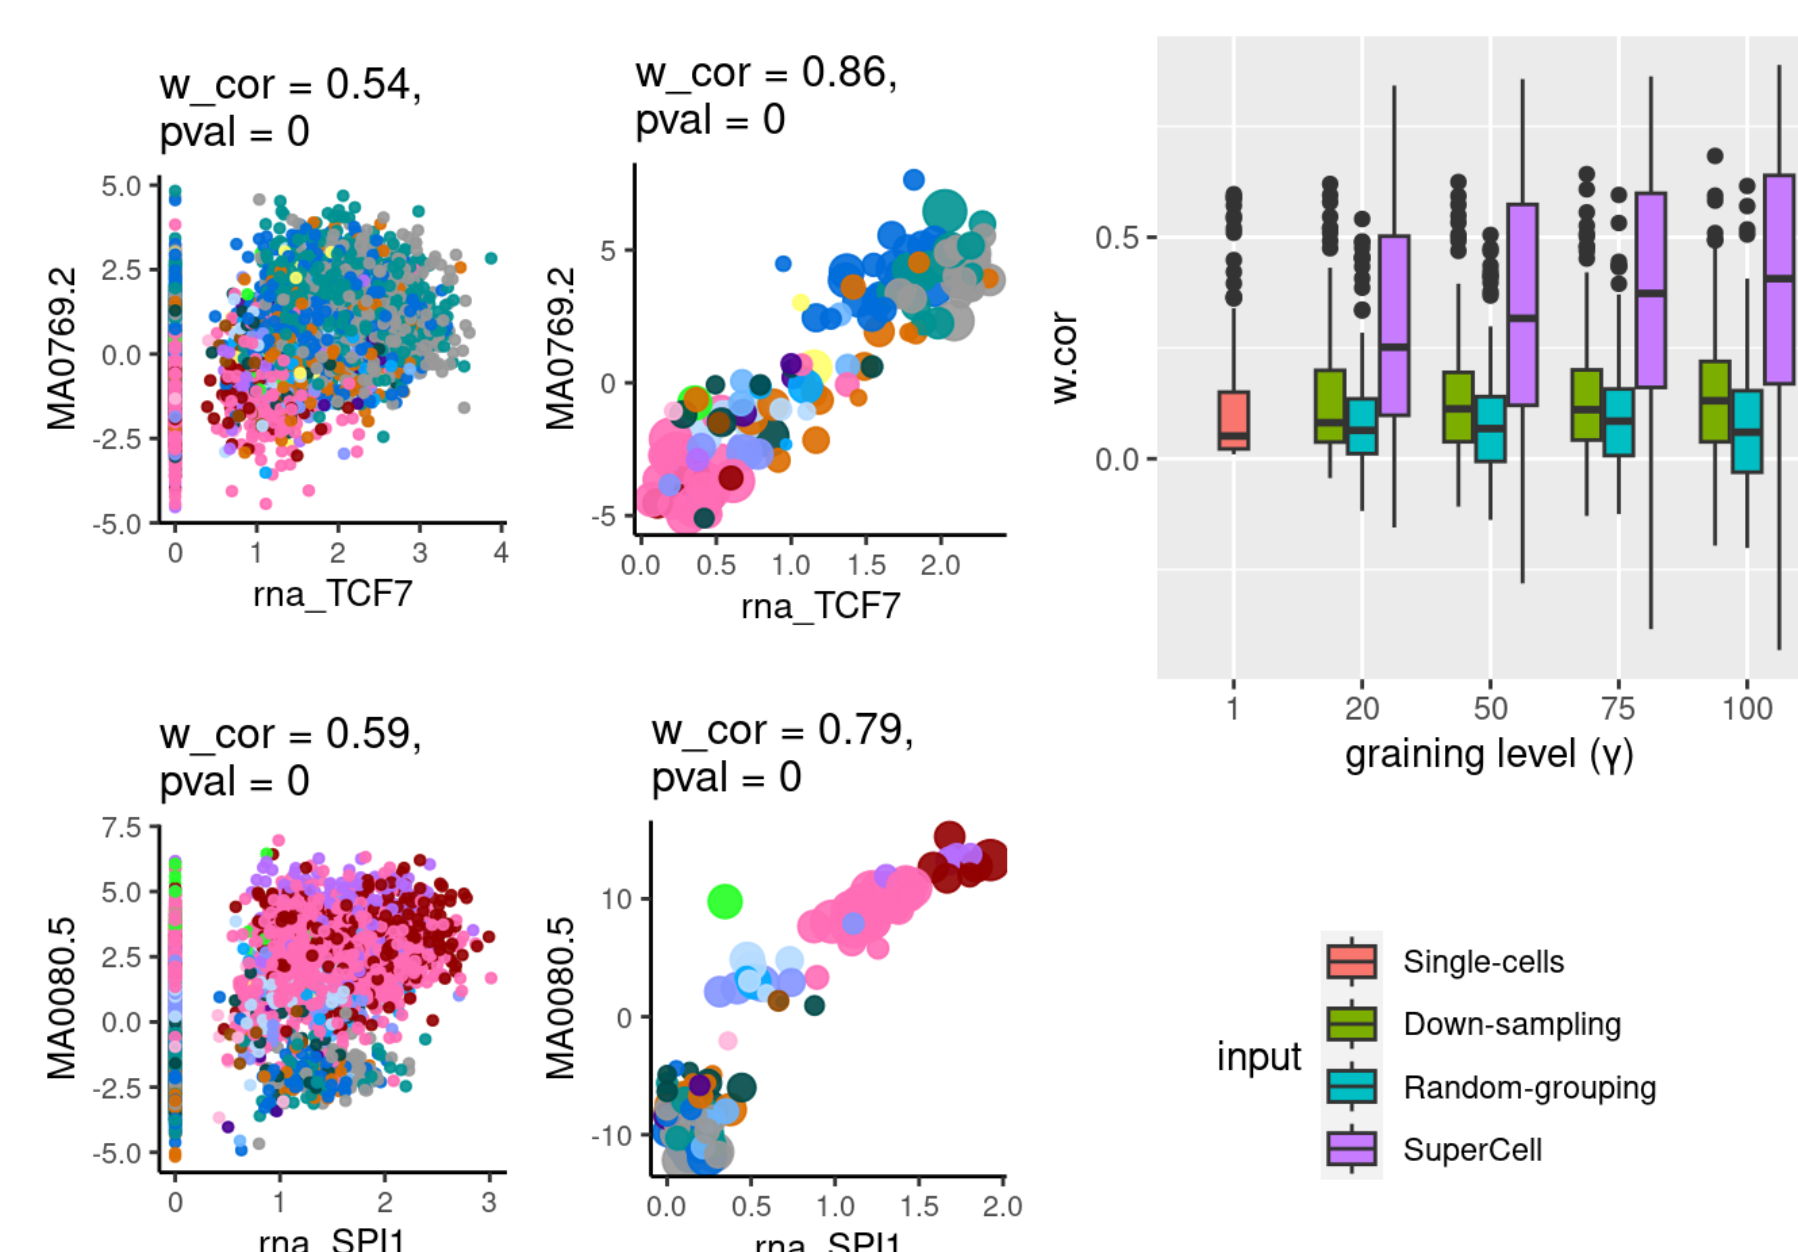 w_cor = 0.54,
pval = 0
5.0
2.5
0.0
-2.5
-5.0
MA0769.2
0 1 2 3 4
rna_TCF7
w_cor = 0.86,
pval = 0
5
0
-5
MA0769.2
0.0 0.5 1.0 1.5 2.0
rna_TCF7
0.5
0.0
w.cor
1 20 50 75 100
graining level (γ)
w_cor = 0.59,
pval = 0
7.5
5.0
2.5
0.0
-2.5
-5.0
MA0080.5
0 1 2 3
rna_SPI1
w_cor = 0.79,
pval = 0
10
0
-10
MA0080.5
0.0 0.5 1.0 1.5 2.0
rna_SPI1
input
Single-cells
Down-sampling
Random-grouping
SuperCell